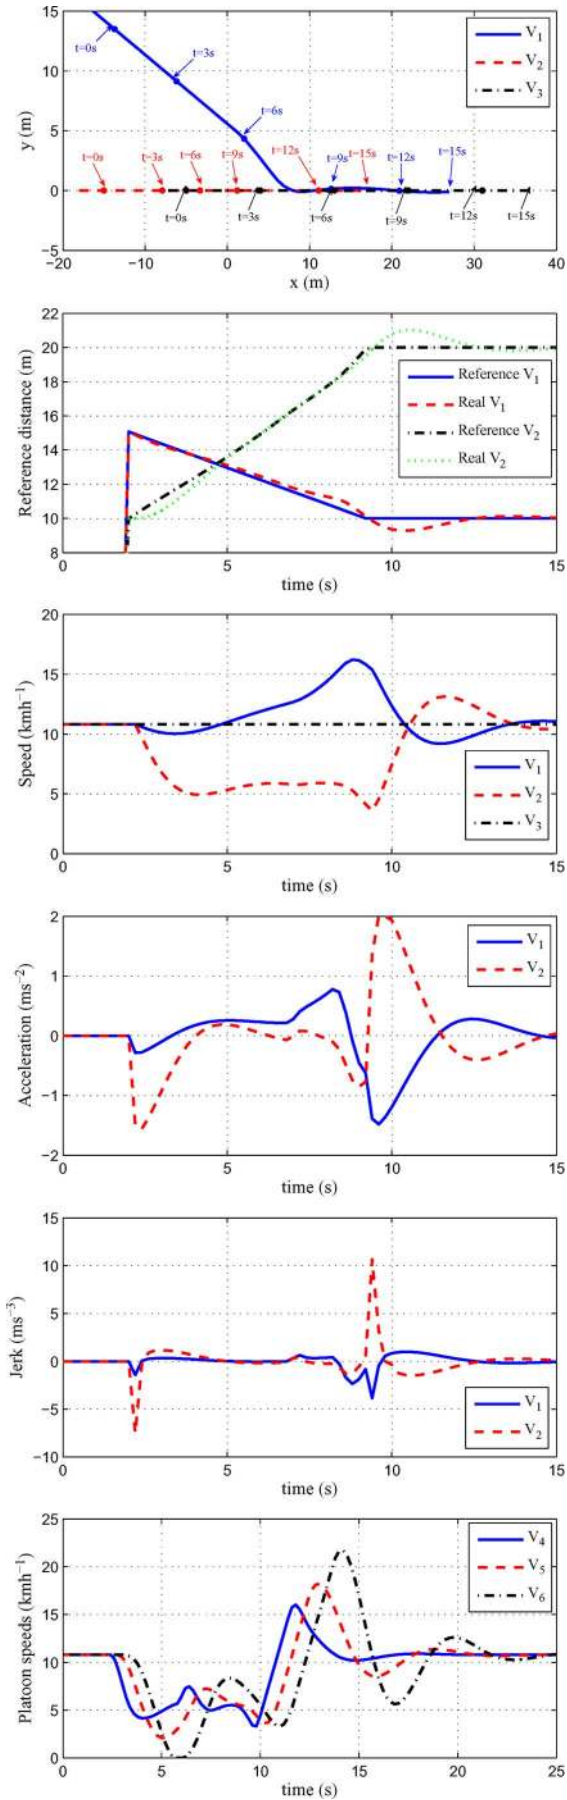 15
10
5
0
−5
−20
−10
0
10
20
30
40
y (m)
x (m)
V1
V2
V3
t=0s
t=3s
t=6s
t=0s
t=3s
t=6s
t=9s
t=12s
t=9s
t=15s
t=12s
t=15s
t=0s
t=3s
t=6s
t=9s
t=12s
t=15s
22
20
18
16
14
12
10
8
0
5
10
15
Reference distance (m)
time (s)
Reference V1
Real V1
Reference V2
Real V2
20
15
10
5
0
0
5
10
15
Speed (kmh−1)
time (s)
V1
V2
V3
2
1
0
−1
−2
0
5
10
15
Acceleration (ms−2)
time (s)
V1
V2
15
10
5
0
−5
−10
0
5
10
15
Jerk (ms−3)
time (s)
V1
V2
25
20
15
10
5
0
0
5
10
15
20
25
Platoon speeds (kmh−1)
time (s)
V4
V5
V6